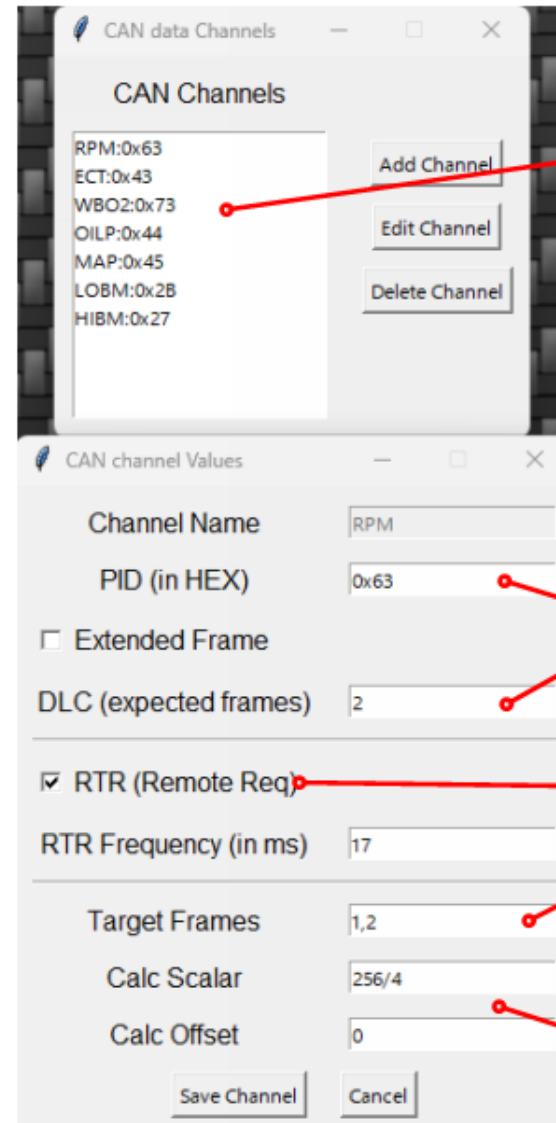 CAN data Channels
CAN Channels
RPM:0x63
ECT:0x43
WBO2:0x73
OILP:0x44
MAP:0x45
LOBM:0x2B
HIBM:0x27
Add Channel
Edit Channel
Delete Channel
CAN channel Values
Channel Name RPM
PID (in HEX) 0x63
Extended Frame
DLC (expected frames) 2
RTR (Remote Req)
RTR Frequency (in ms) 17
Target Frames 1,2
Calc Scalar 256/4
Calc Offset 0
Save Channel Cancel